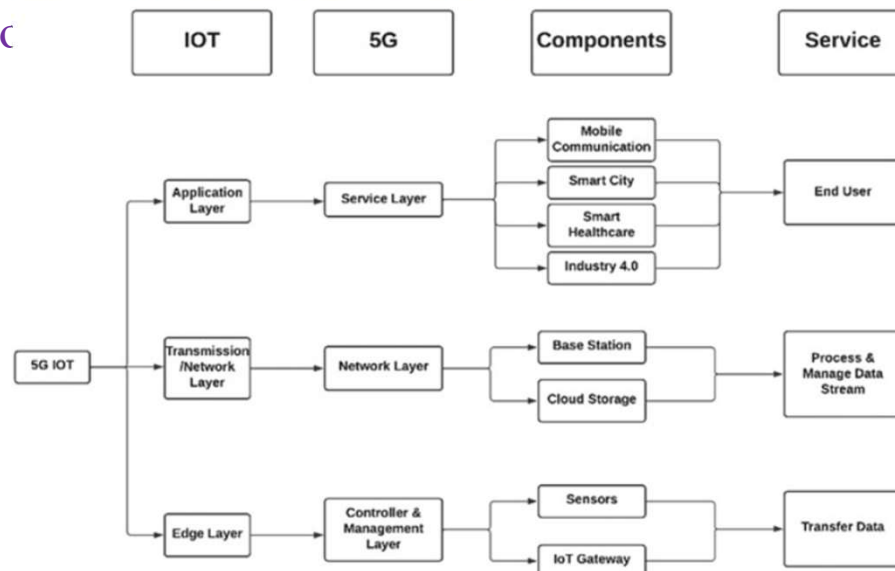 IOT
5G
Components
Service
Mobile
Communication
Application
Layer
Service Layer
Smart City
End User
Smart
Healthcare
Industry 4.0
5G IOT
Transmission
/Network
Layer
Network Layer
Base Station
Cloud Storage
Process &
Manage Data
Stream
Edge Layer
Controller &
Management
Layer
Sensors
IoT Gateway
Transfer Data